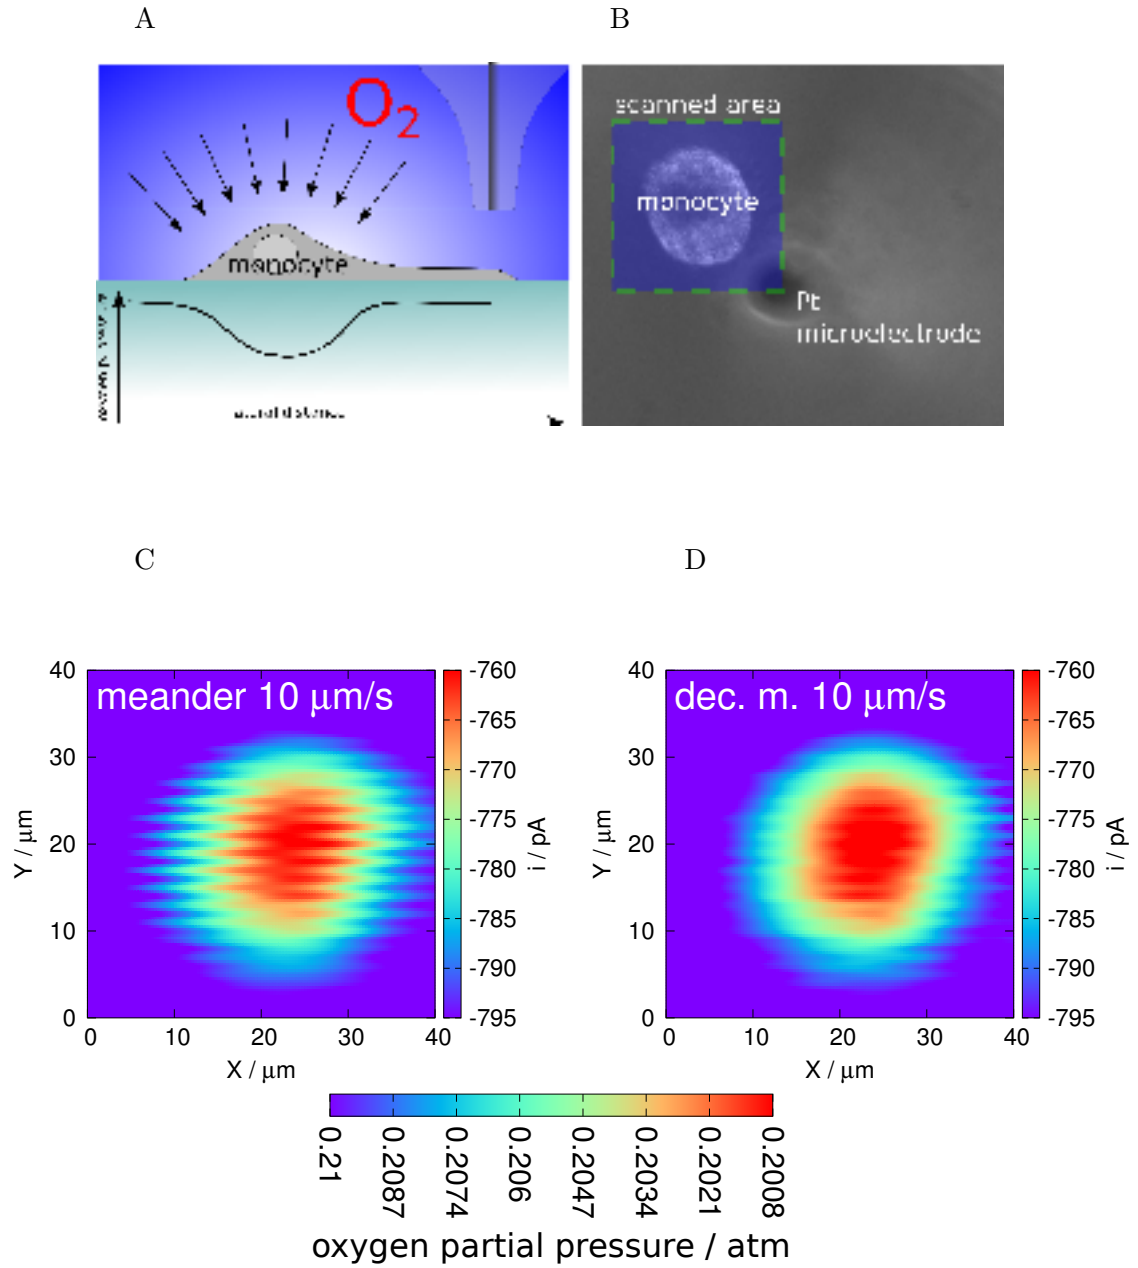 A
B
O2
monocyte
scanned area
monocyte
Pt
microelectrode
C
D
meander 10 μm/s
40
30
20
10
0
Y / μm
0 10 20 30 40
X / μm
-760
-765
-770
-775
-780
-785
-790
-795
i / pA
dec. m. 10 μm/s
40
30
20
10
0
Y / μm
0 10 20 30 40
X / μm
-760
-765
-770
-775
-780
-785
-790
-795
i / pA
0.21 0.2087 0.2074 0.206 0.2047 0.2034 0.2021 0.2008
oxygen partial pressure / atm